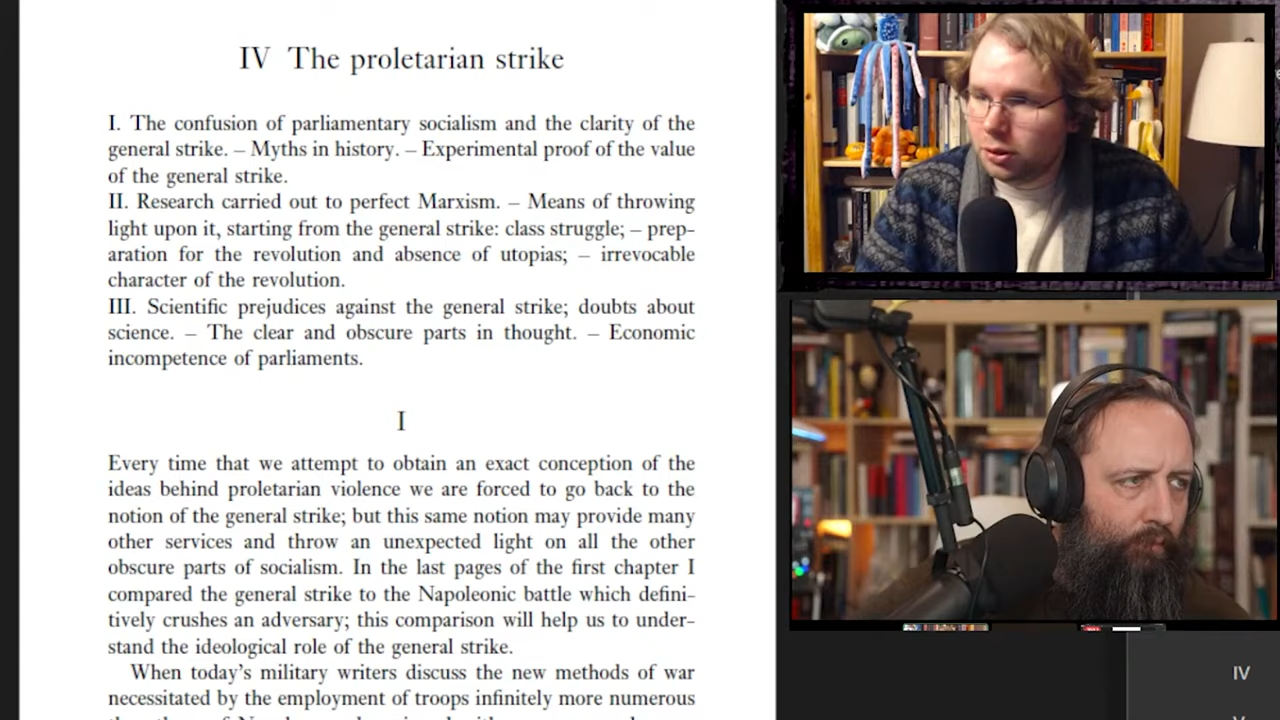 IV The proletarian strike
I. The confusion of parliamentary socialism and the clarity of the
general strike. – Myths in history. – Experimental proof of the value
of the general strike.
II. Research carried out to perfect Marxism. – Means of throwing
light upon it, starting from the general strike: class struggle; – prep-
aration for the revolution and absence of utopias; – irrevocable
character of the revolution.
III. Scientific prejudices against the general strike; doubts about
science. – The clear and obscure parts in thought. – Economic
incompetence of parliaments.
I
Every time that we attempt to obtain an exact conception of the
ideas behind proletarian violence we are forced to go back to the
notion of the general strike; but this same notion may provide many
other services and throw an unexpected light on all the other
obscure parts of socialism. In the last pages of the first chapter I
compared the general strike to the Napoleonic battle which defini-
tively crushes an adversary; this comparison will help us to under-
stand the ideological role of the general strike.
When today's military writers discuss the new methods of war
necessitated by the employment of troops infinitely more numerous
IV